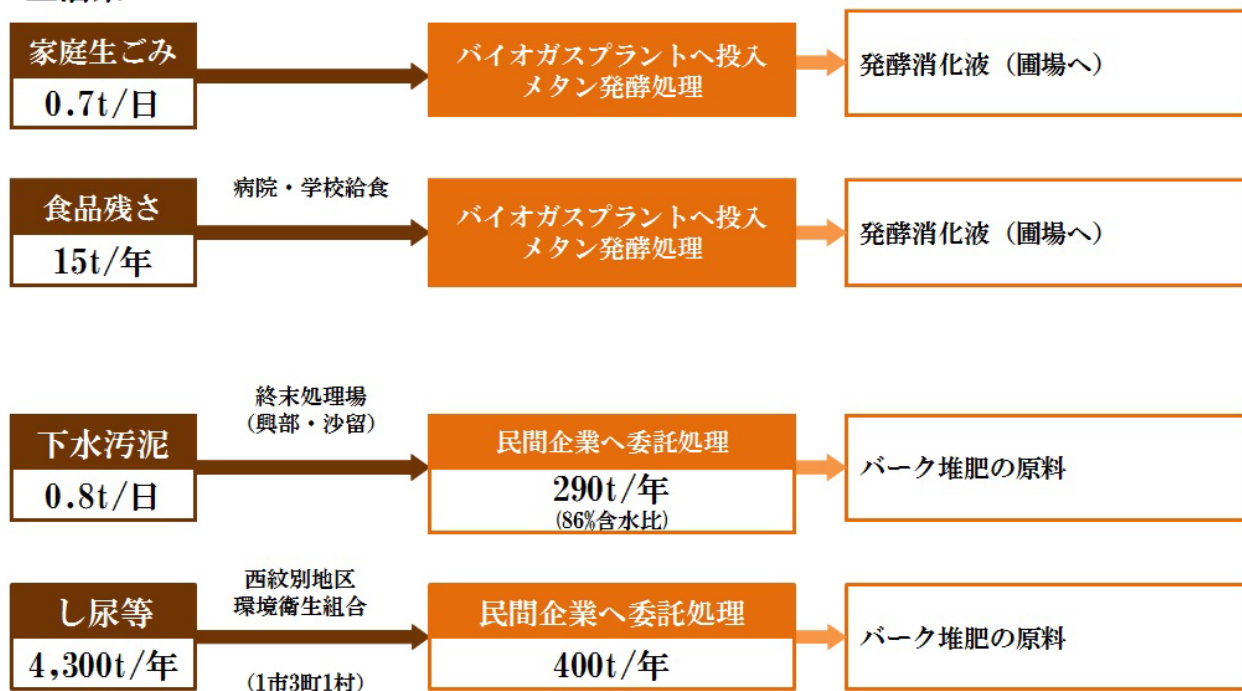 家庭生ごみ
0.7t/日
バイオガスプラントへ投入
メタン発酵処理
発酵消化液（圃場へ）
食品残さ
15t/年
病院・学校給食
バイオガスプラントへ投入
メタン発酵処理
発酵消化液（圃場へ）
下水汚泥
0.8t/日
終末処理場
（興部・沙留）
民間企業へ委託処理
290t/年
(86%含水比)
バーク堆肥の原料
し尿等
4,300t/年
西紋別地区
環境衛生組合
(1市3町1村)
民間企業へ委託処理
400t/年
バーク堆肥の原料